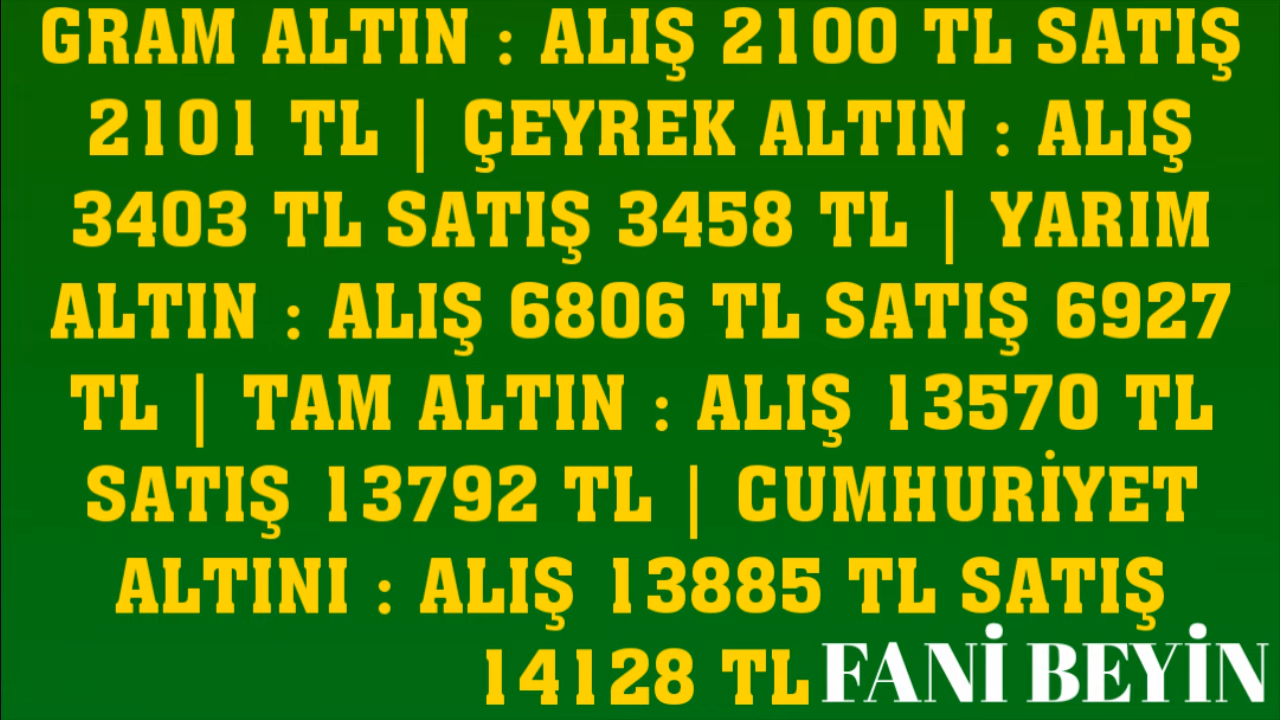 GRAM ALTIN : ALIŞ 2100 TL SATIŞ
2101 TL | ÇEYREK ALTIN : ALIŞ
3403 TL SATIŞ 3458 TL | YARIM
ALTIN : ALIŞ 6806 TL SATIŞ 6927
TL | TAM ALTIN : ALIŞ 13570 TL
SATIŞ 13792 TL | CUMHURİYET
ALTINI : ALIŞ 13885 TL SATIŞ
14128 TL FANİ BEYİN